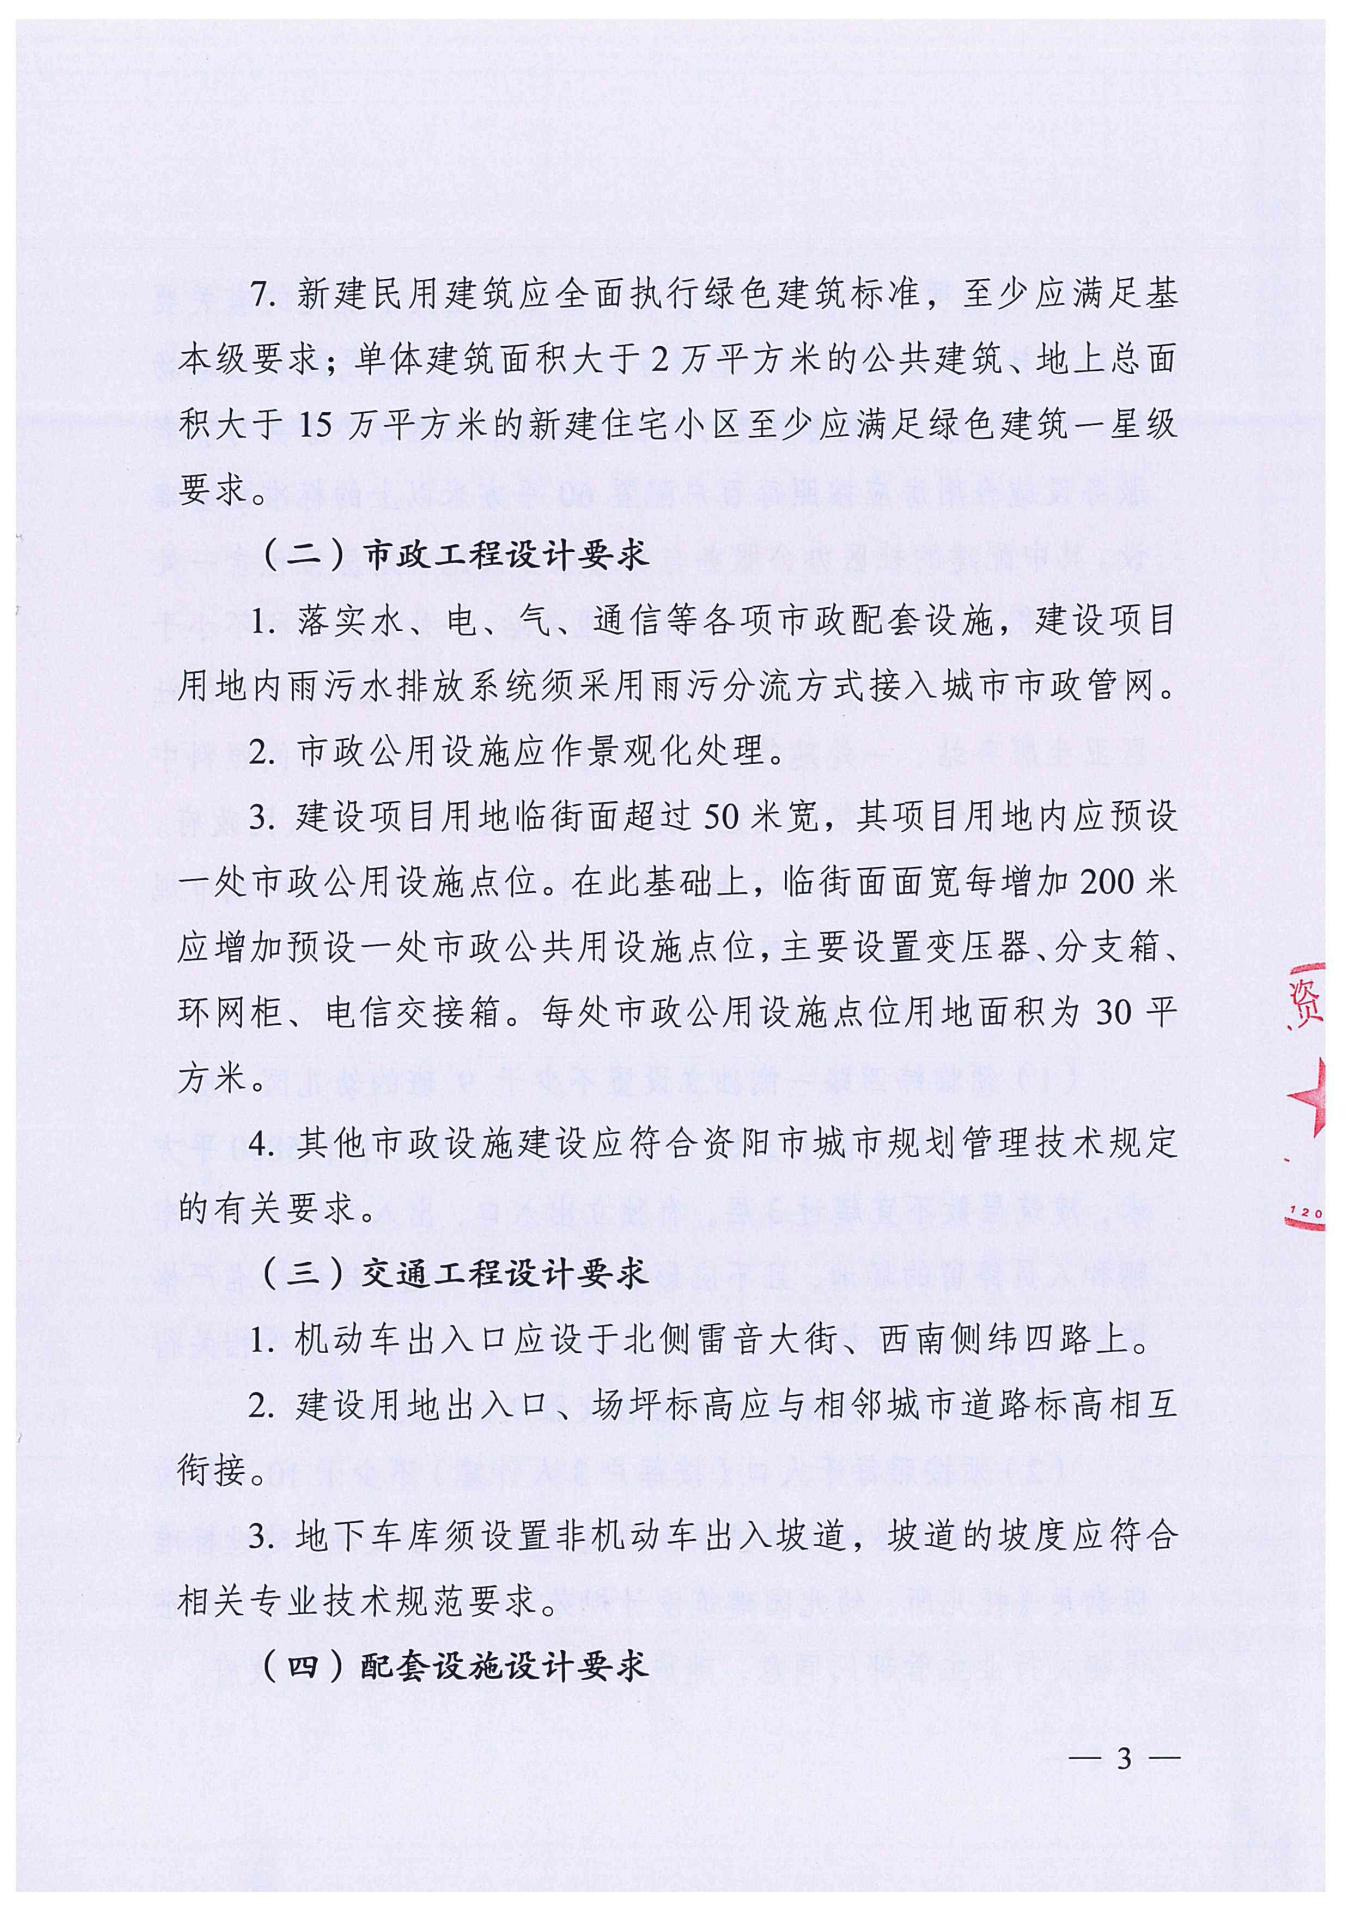 7. 新建民用建筑应全面执行绿色建筑标准，至少应满足基
本级要求；单体建筑面积大于2万平方米的公共建筑、地上总面
积大于 15 万平方米的新建住宅小区至少应满足绿色建筑一星级
要求。
（二）市政工程设计要求
1. 落实水、电、气、通信等各项市政配套设施，建设项目
用地内雨污水排放系统须采用雨污分流方式接入城市市政管网。
2. 市政公用设施应作景观化处理。
3. 建设项目用地临街面超过 50 米宽，其项目用地内应预设
一处市政公用设施点位。在此基础上，临街面面宽每增加 200 米
应增加预设一处市政公共用设施点位，主要设置变压器、分支箱、
环网柜、电信交接箱。每处市政公用设施点位用地面积为 30 平
方米。
4. 其他市政设施建设应符合资阳市城市规划管理技术规定
的有关要求。
（三）交通工程设计要求
1. 机动车出入口应设于北侧雷音大街、西南侧纬四路上。
2. 建设用地出入口、场坪标高应与相邻城市道路标高相互
衔接。
3. 地下车库须设置非机动车出入坡道，坡道的坡度应符合
相关专业技术规范要求。
（四）配套设施设计要求
— 3 —
资
120